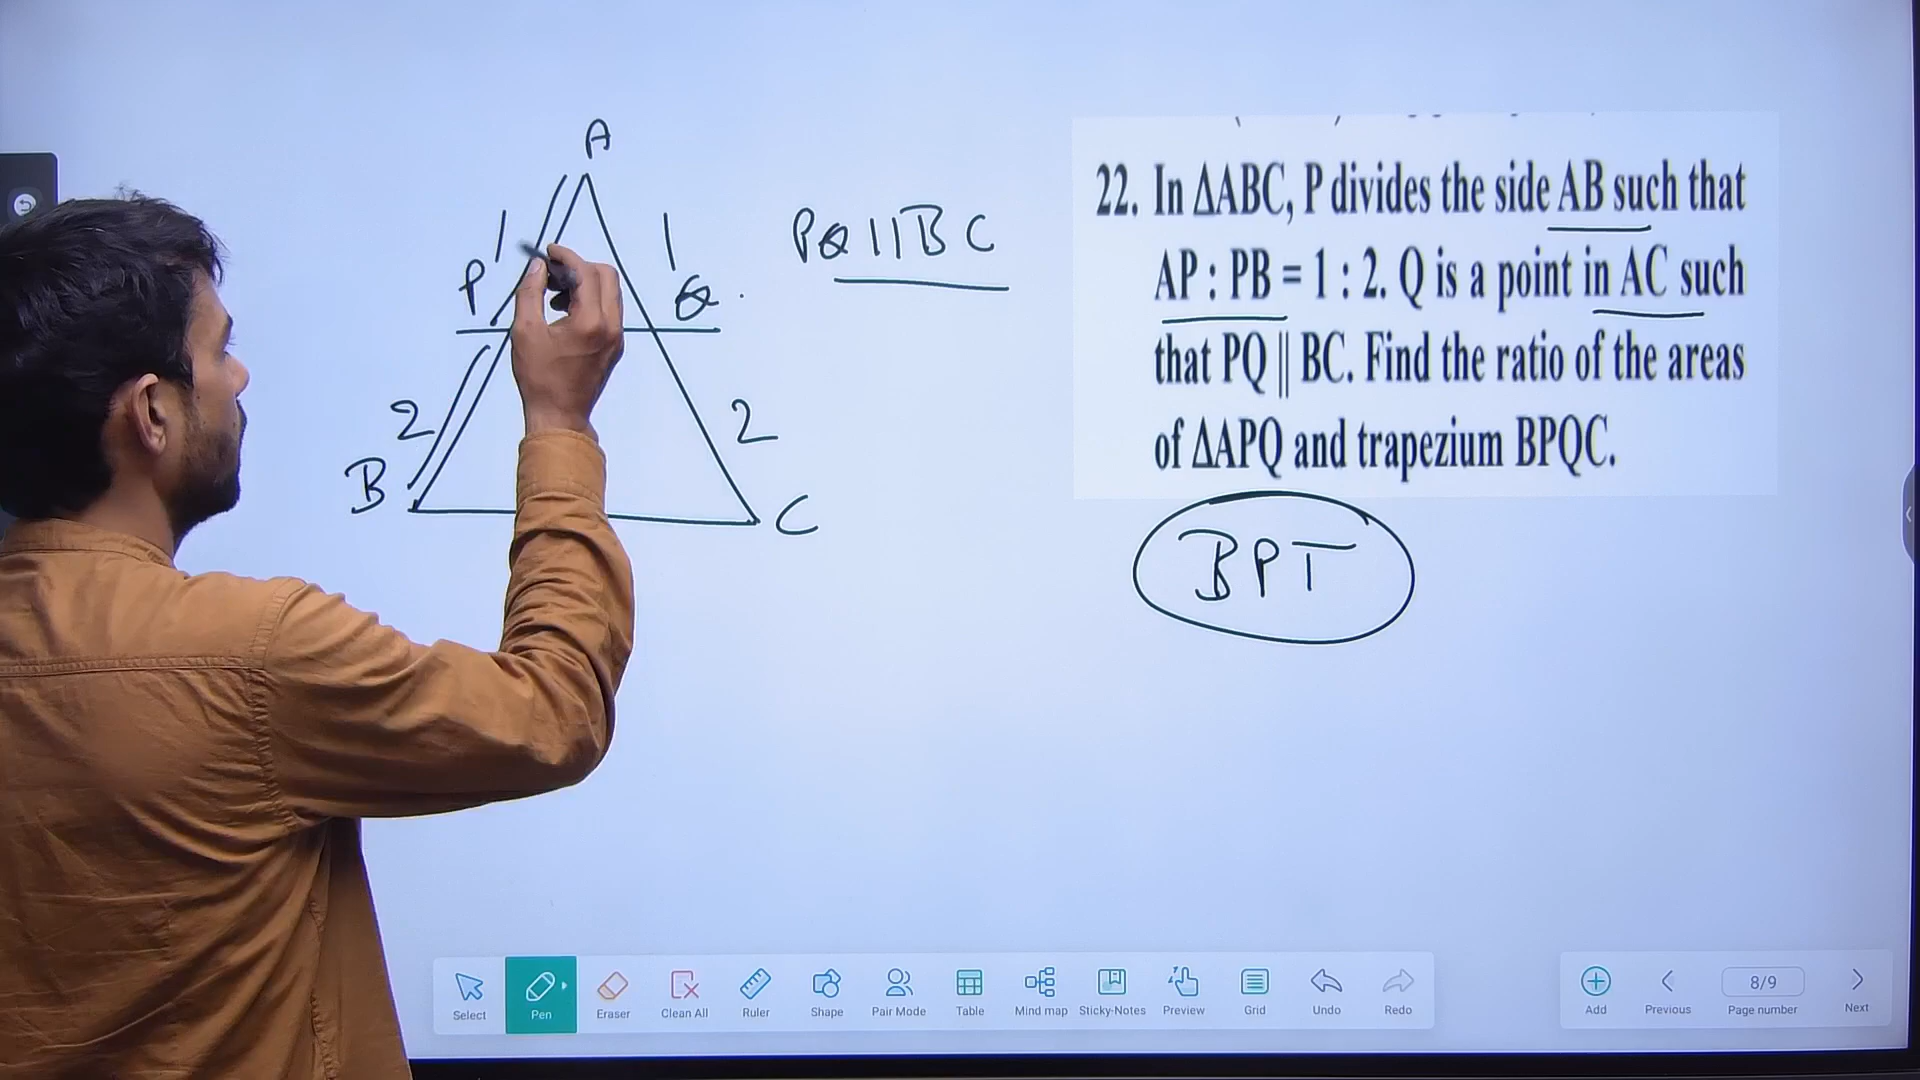 A
1
1
P
Q
PQ || BC
2
2
B
C
22. In ΔABC, P divides the side AB such that
AP : PB = 1 : 2. Q is a point in AC such
that PQ || BC. Find the ratio of the areas
of ΔAPQ and trapezium BPQC.
BPT
Select
Pen
Eraser
Clean All
Ruler
Shape
Pair Mode
Table
Mind map
Sticky-Notes
Preview
Grid
Undo
Redo
Add
Previous
8/9
Page number
Next